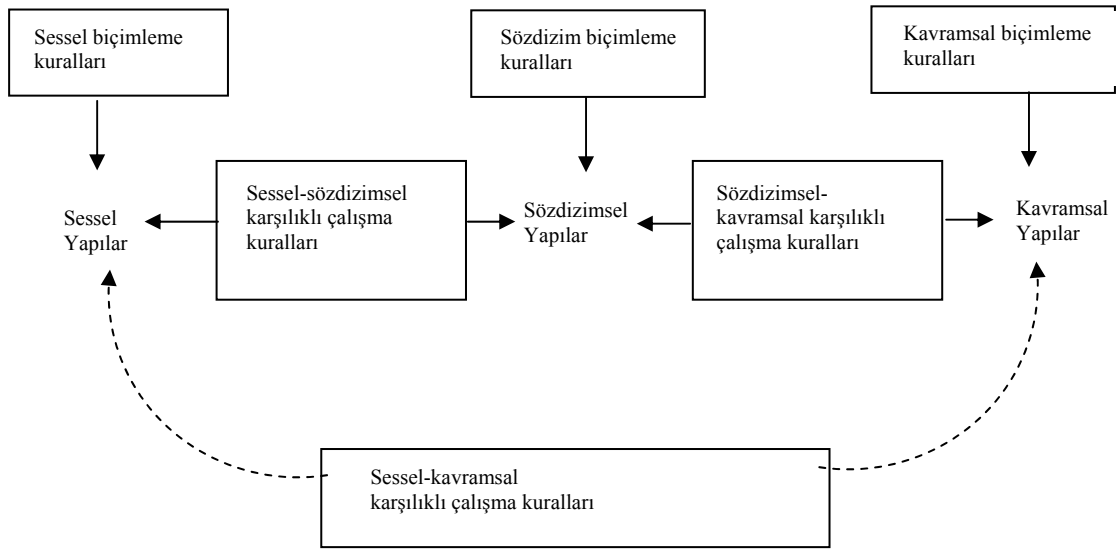 Sessel biçimleme
kuralları
Sözdizim biçimleme
kuralları
Kavramsal biçimleme
kuralları
Sessel
Yapılar
Sessel-sözdizimsel
karşılıklı çalışma
kuralları
Sözdizimsel
Yapılar
Sözdizimsel-
kavramsal karşılıklı
çalışma kuralları
Kavramsal
Yapılar
Sessel-kavramsal
karşılıklı çalışma kuralları